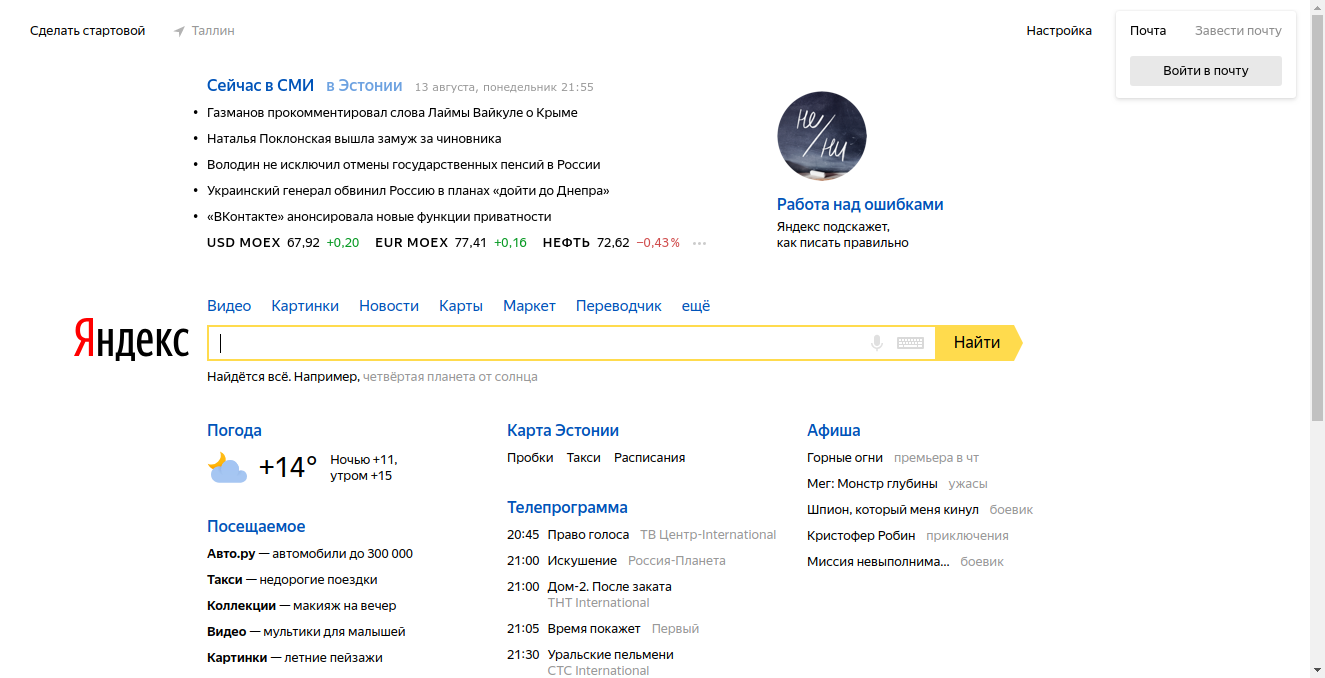 Сделать стартовой Таллин Настройка Почта Завести почту
Войти в почту
Сейчас в СМИ в Эстонии 13 августа, понедельник 21:55
• Газманов прокомментировал слова Лаймы Вайкуле о Крыме
• Наталья Поклонская вышла замуж за чиновника
• Володин не исключил отмены государственных пенсий в России
• Украинский генерал обвинил Россию в планах «дойти до Днепра»
• «ВКонтакте» анонсировала новые функции приватности
USD MOEX 67,92 +0,20 EUR MOEX 77,41 +0,16 НЕФТЬ 72,62 −0,43% •••
не/ни
Работа над ошибками
Яндекс подскажет,
как писать правильно
Видео Картинки Новости Карты Маркет Переводчик ещё
Яндекс Найти
Найдётся всё. Например, четвёртая планета от солнца
Погода
+14° Ночью +11,
утром +15
Посещаемое
Авто.ру — автомобили до 300 000
Такси — недорогие поездки
Коллекции — макияж на вечер
Видео — мультики для малышей
Картинки — летние пейзажи
Карта Эстонии
Пробки Такси Расписания
Телепрограмма
20:45 Право голоса ТВ Центр-International
21:00 Искушение Россия-Планета
21:00 Дом-2. После заката
ТНТ International
21:05 Время покажет Первый
21:30 Уральские пельмени
СТС International
Афиша
Горные огни премьера в чт
Мег: Монстр глубины ужасы
Шпион, который меня кинул боевик
Кристофер Робин приключения
Миссия невыполнима... боевик